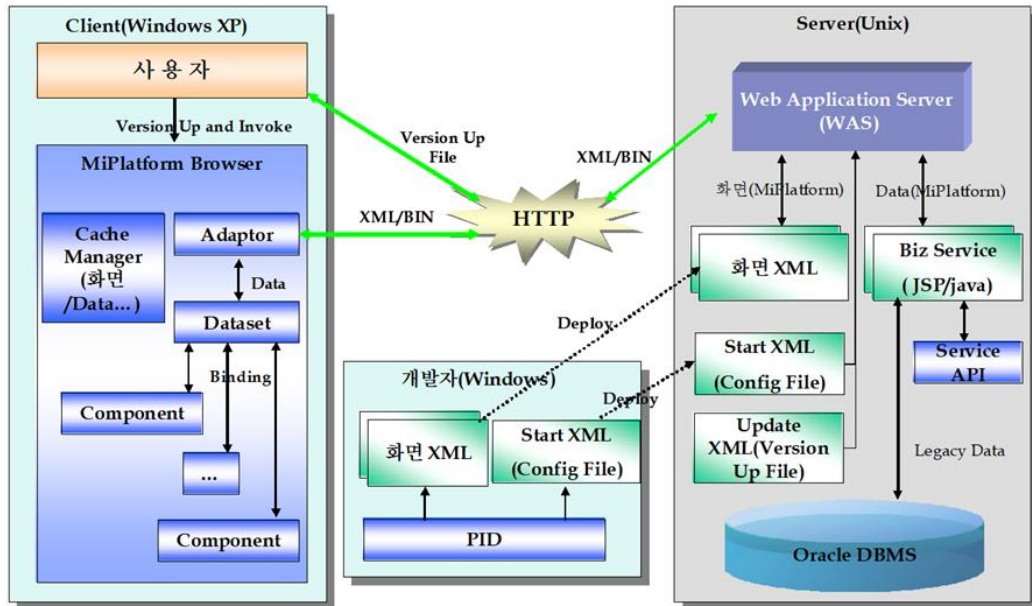 Client(Windows XP)
사 용 자
Version Up and Invoke
MiPlatform Browser
Cache
Manager
(화면
/Data...)
Adaptor
Data
Dataset
Binding
Component
...
Component
Version Up
File
XML/BIN
HTTP
XML/BIN
Deploy
개발자(Windows)
Deploy
화면 XML
Start XML
(Config File)
PID
Server(Unix)
Web Application Server
(WAS)
화면(MiPlatform)
Data(MiPlatform)
화면 XML
Biz Service
( JSP/java)
Start XML
(Config File)
Service
API
Update
XML(Version
Up File)
Legacy Data
Oracle DBMS